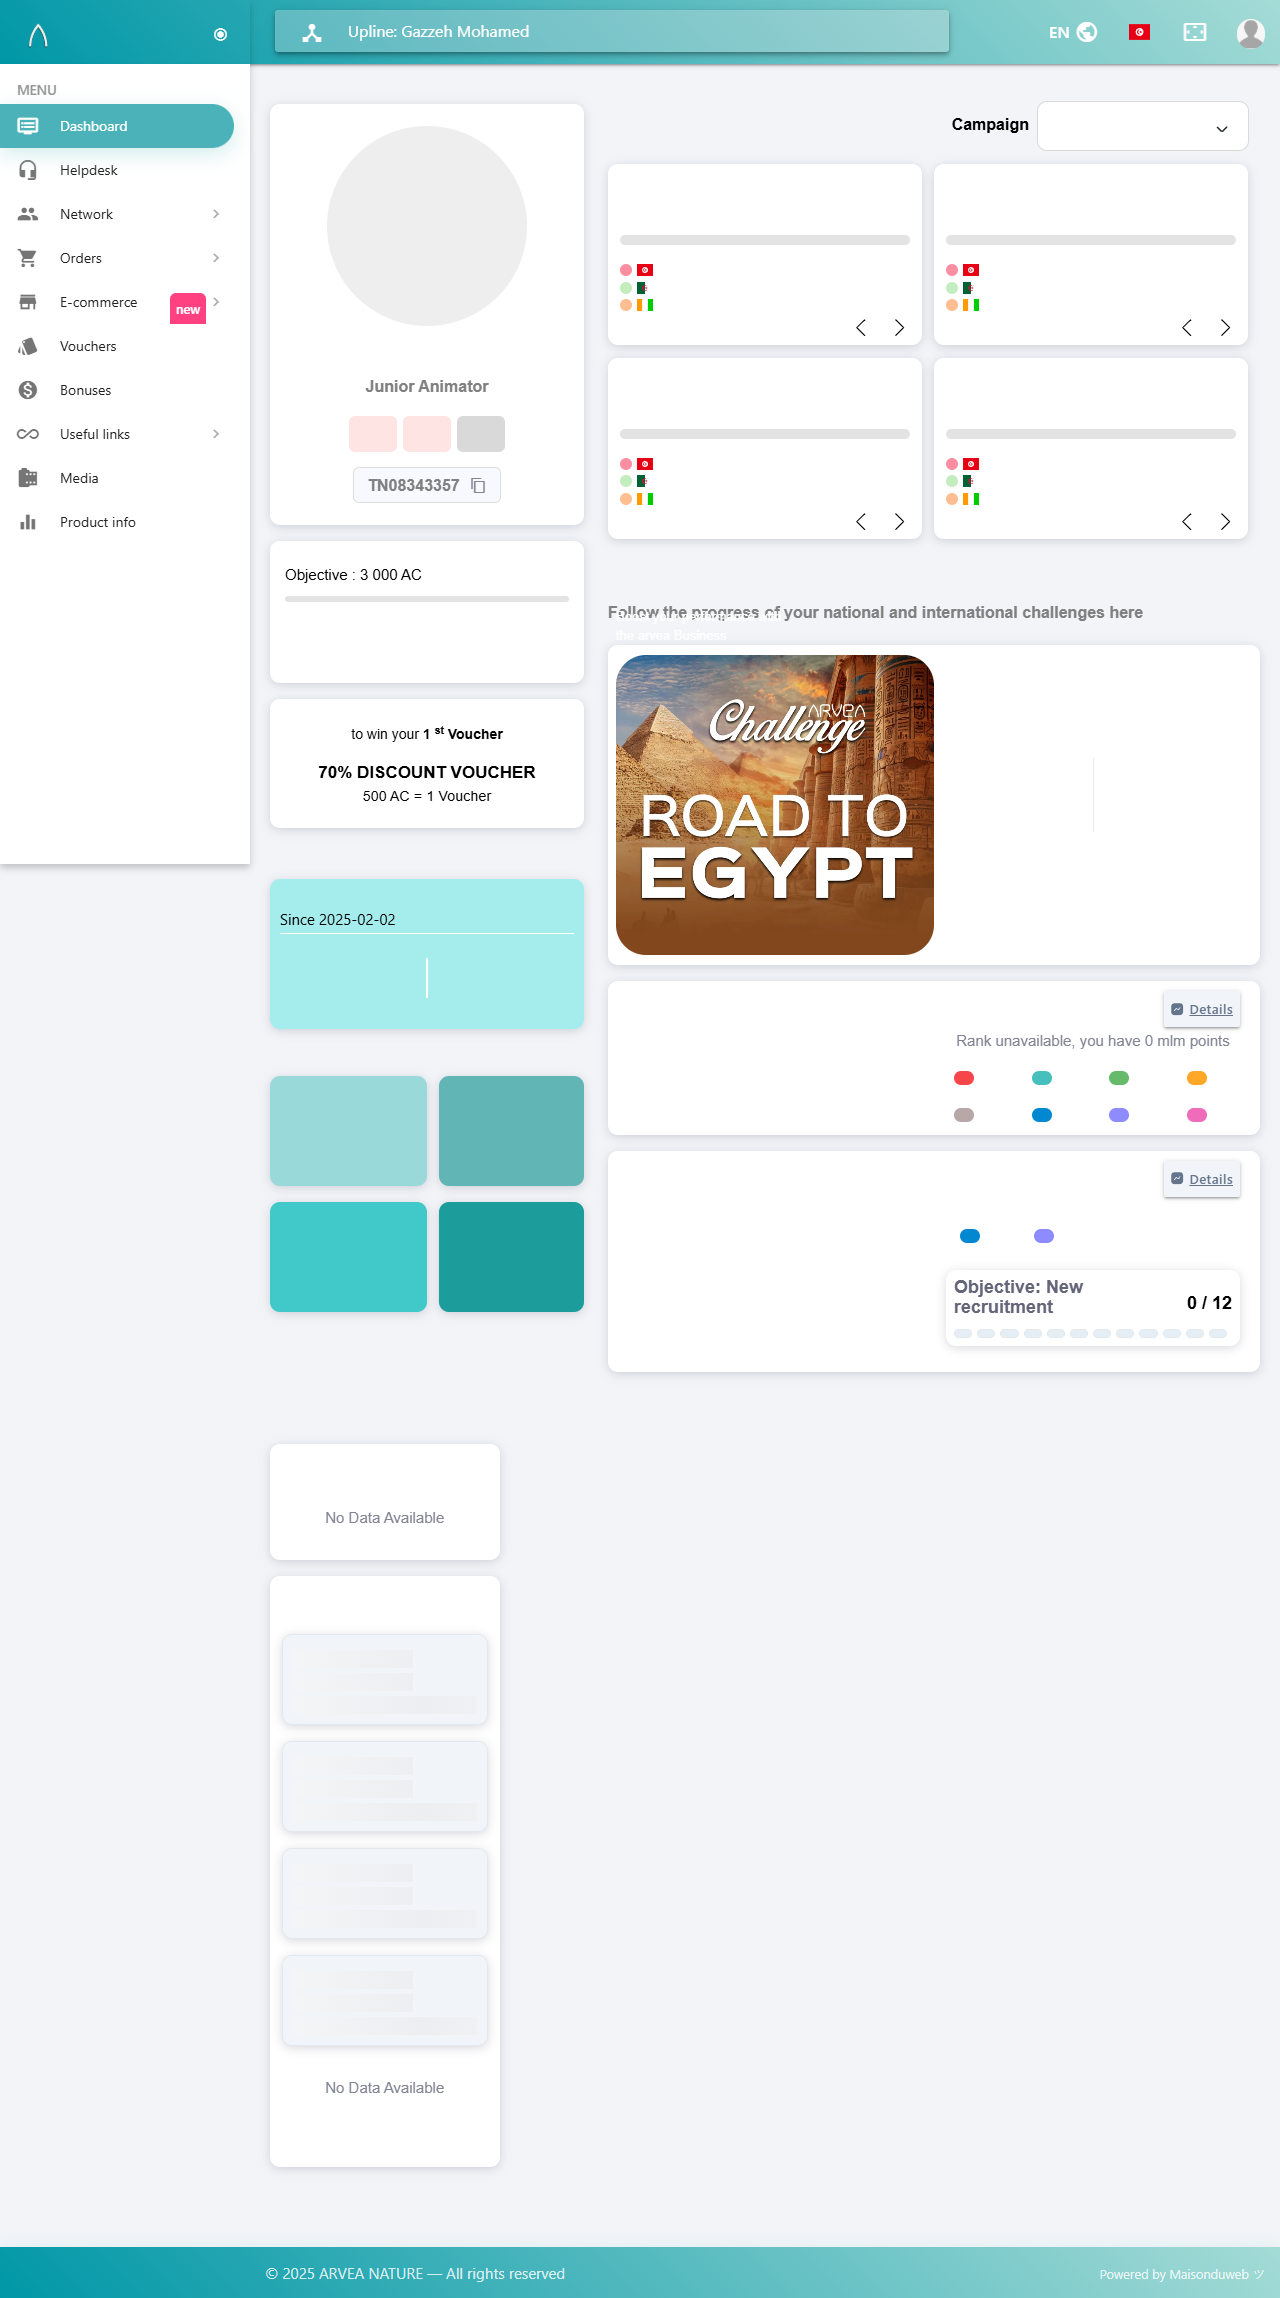 Upline: Gazzeh Mohamed
EN
MENU
Dashboard
Helpdesk
Network
Orders
E-commerce
new
Vouchers
Bonuses
Useful links
Media
Product info
Junior Animator
TN08343357
Objective : 3 000 AC
to win your 1 st Voucher
70% DISCOUNT VOUCHER
500 AC = 1 Voucher
Since 2025-02-02
Campaign
Follow the progress of your national and international challenges here
the arvea Business
ARVEA
Challenge
ROAD TO
EGYPT
Details
Rank unavailable, you have 0 mlm points
Details
Objective: New
recruitment
0 / 12
No Data Available
No Data Available
© 2025 ARVEA NATURE — All rights reserved
Powered by Maisonduweb ツ